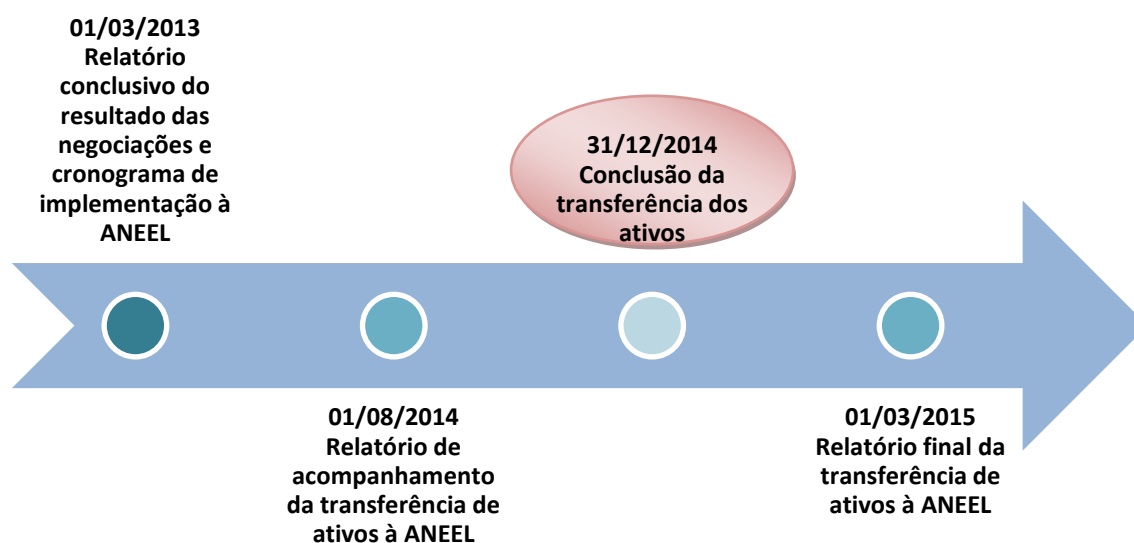 01/03/2013
Relatório
conclusivo do
resultado das
negociações e
cronograma de
implementação à
ANEEL
01/08/2014
Relatório de
acompanhamento
da transferência de
ativos à ANEEL
31/12/2014
Conclusão da
transferência dos
ativos
01/03/2015
Relatório final da
transferência de
ativos à ANEEL